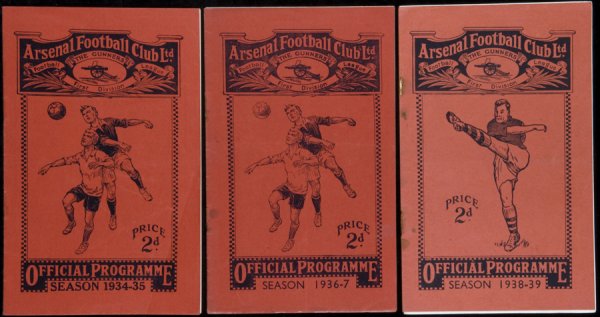 Arsenal Football Club Ltd
"THE GUNNERS"
Football League
First Division
PRICE
2d
OFFICIAL PROGRAMME
SEASON 1934-35
Arsenal Football Club Ltd
"THE GUNNERS"
Football League
First Division
PRICE
2d
OFFICIAL PROGRAMME
SEASON 1936-7
Arsenal Football Club Ltd
"THE GUNNERS"
Football League
First Division
PRICE
2d
OFFICIAL PROGRAMME
SEASON 1938-39